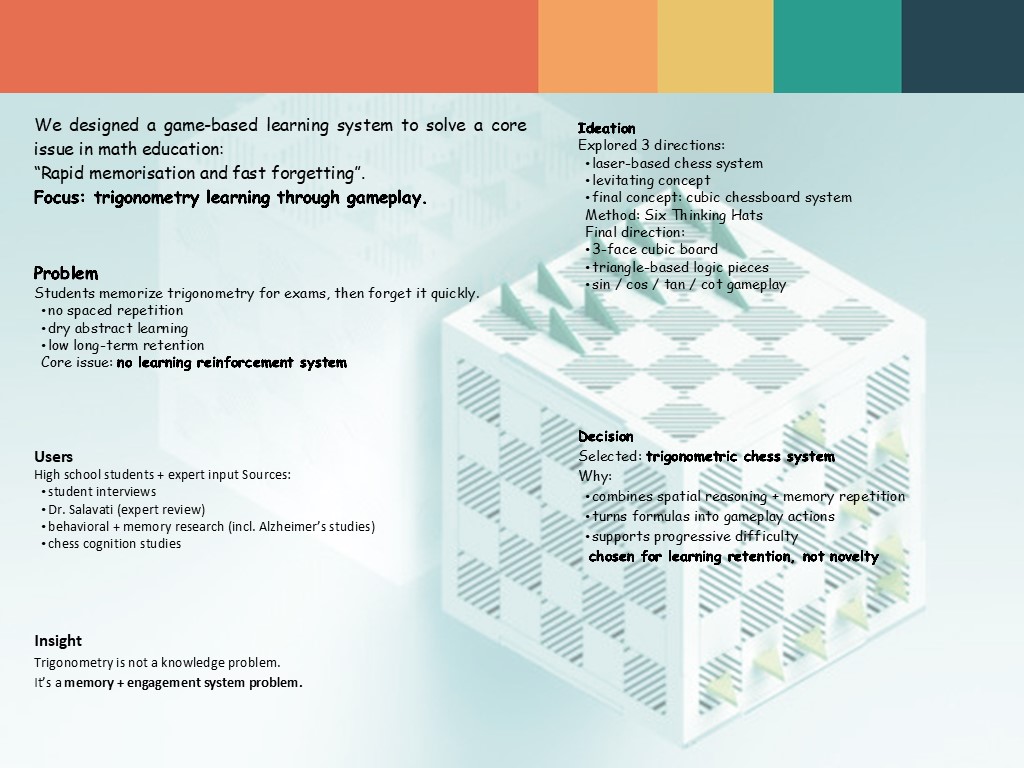 We designed a game-based learning system to solve a core
issue in math education:
“Rapid memorisation and fast forgetting”.
Focus: trigonometry learning through gameplay.
Problem
Students memorize trigonometry for exams, then forget it quickly.
•no spaced repetition
•dry abstract learning
•low long-term retention
Core issue: no learning reinforcement system
Users
High school students + expert input Sources:
•student interviews
•Dr. Salavati (expert review)
•behavioral + memory research (incl. Alzheimer’s studies)
•chess cognition studies
Insight
Trigonometry is not a knowledge problem.
It’s a memory + engagement system problem.
Ideation
Explored 3 directions:
•laser-based chess system
•levitating concept
•final concept: cubic chessboard system
Method: Six Thinking Hats
Final direction:
•3-face cubic board
•triangle-based logic pieces
•sin / cos / tan / cot gameplay
Decision
Selected: trigonometric chess system
Why:
•combines spatial reasoning + memory repetition
•turns formulas into gameplay actions
•supports progressive difficulty
chosen for learning retention, not novelty